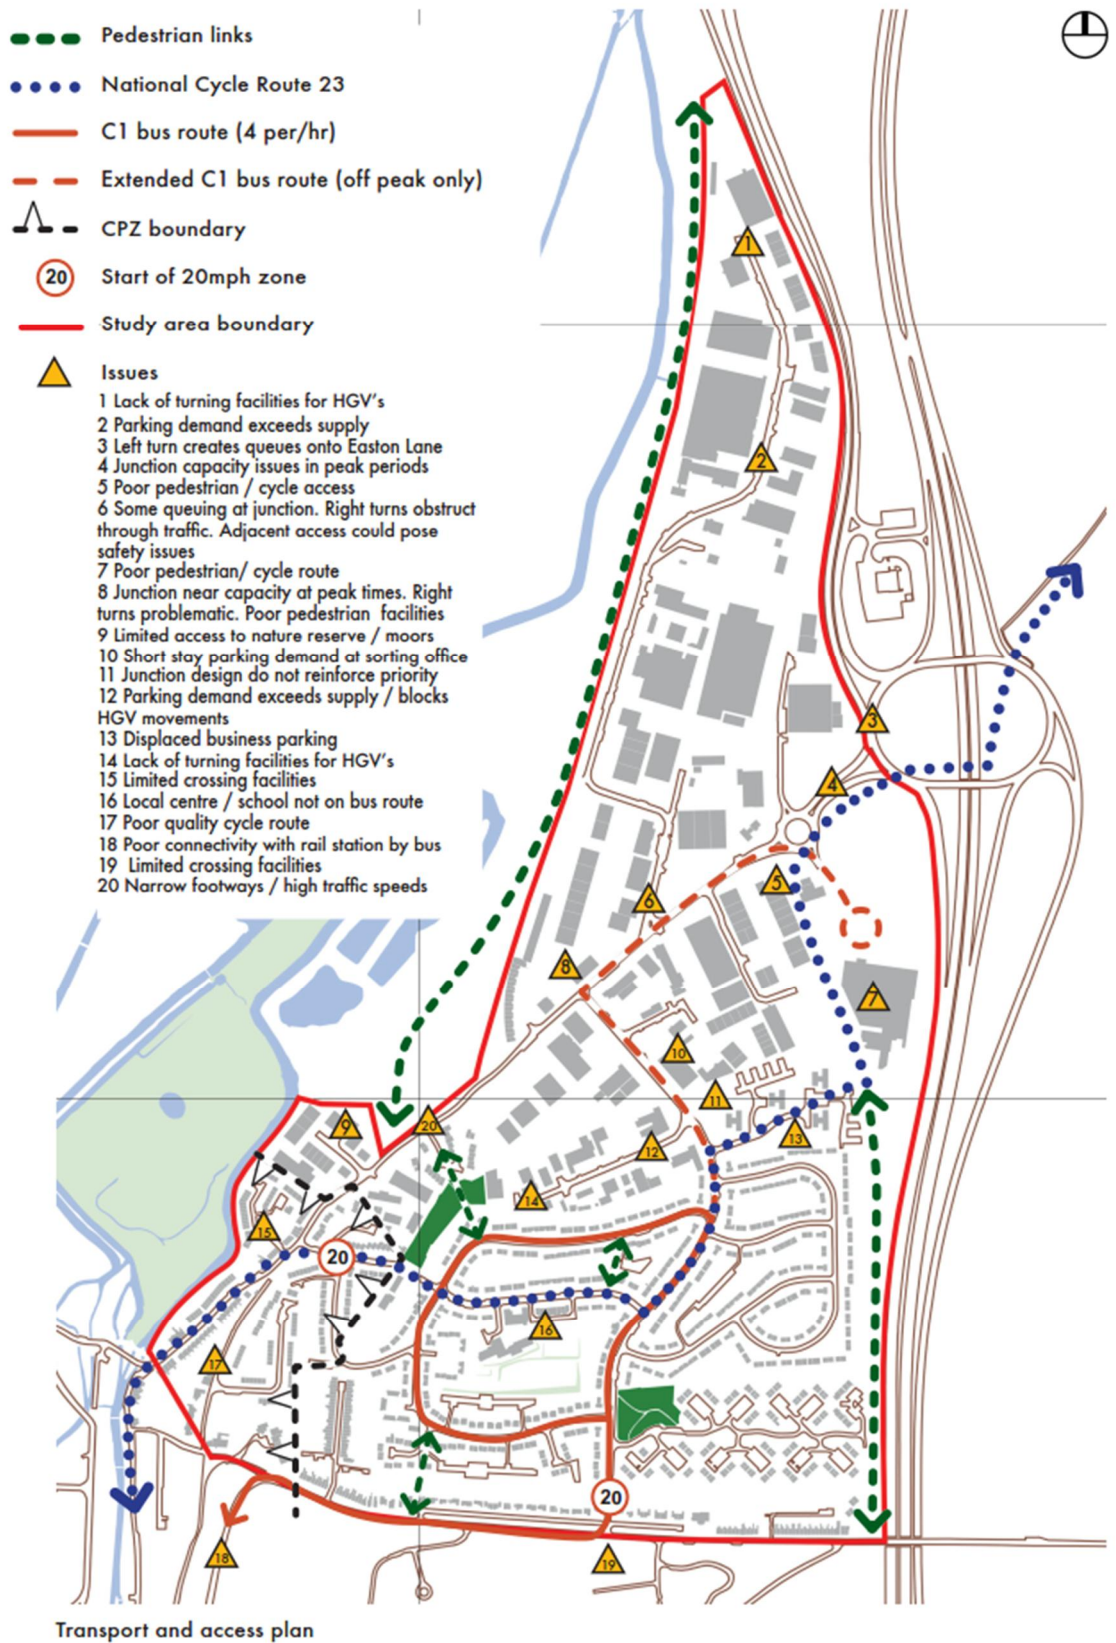 Pedestrian links
National Cycle Route 23
C1 bus route (4 per/hr)
Extended C1 bus route (off peak only)
CPZ boundary
20 Start of 20mph zone
Study area boundary
Issues
1 Lack of turning facilities for HGV's
2 Parking demand exceeds supply
3 Left turn creates queues onto Easton Lane
4 Junction capacity issues in peak periods
5 Poor pedestrian / cycle access
6 Some queuing at junction. Right turns obstruct
through traffic. Adjacent access could pose
safety issues
7 Poor pedestrian/ cycle route
8 Junction near capacity at peak times. Right
turns problematic. Poor pedestrian facilities
9 Limited access to nature reserve / moors
10 Short stay parking demand at sorting office
11 Junction design do not reinforce priority
12 Parking demand exceeds supply / blocks
HGV movements
13 Displaced business parking
14 Lack of turning facilities for HGV's
15 Limited crossing facilities
16 Local centre / school not on bus route
17 Poor quality cycle route
18 Poor connectivity with rail station by bus
19 Limited crossing facilities
20 Narrow footways / high traffic speeds
1
2
3
4
5
6
8
7
10
11
9
20
13
12
14
15
20
16
17
20
18
19
Transport and access plan